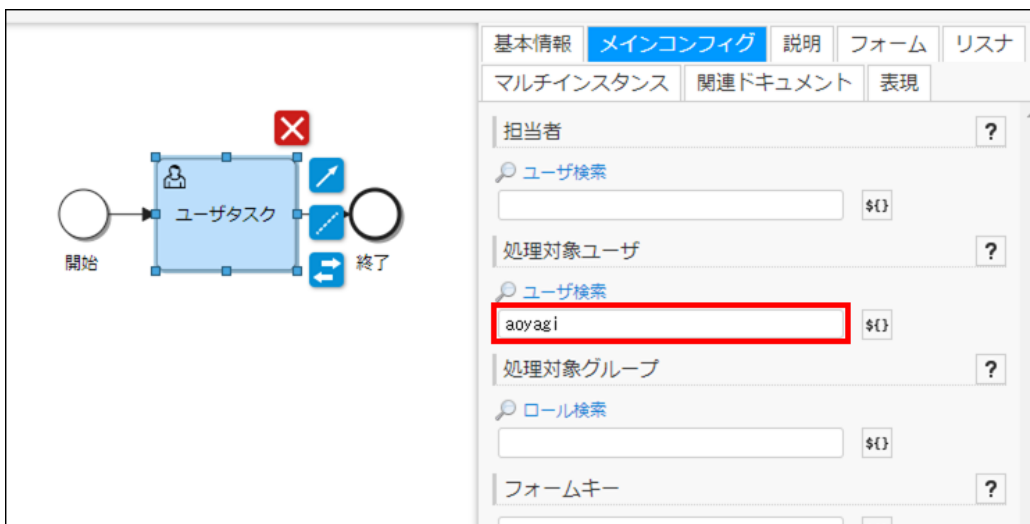 基本情報 メインコンフィグ 説明 フォーム リスナ
マルチインスタンス 関連ドキュメント 表現
担当者 ?
ユーザ検索
${}
処理対象ユーザ ?
ユーザ検索
aoyagi ${}
処理対象グループ ?
ロール検索
${}
フォームキー ?
ユーザタスク
開始
終了